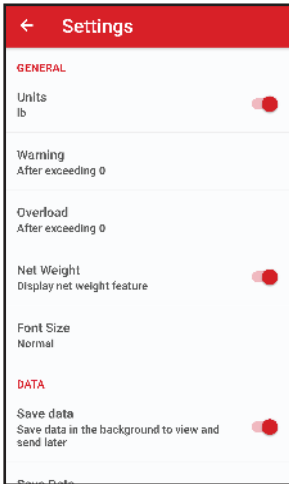 Settings
GENERAL
Units
lb
Warning
After exceeding 0
Overload
After exceeding 0
Net Weight
Display net weight feature
Font Size
Normal
DATA
Save data
Save data in the background to view and
send later